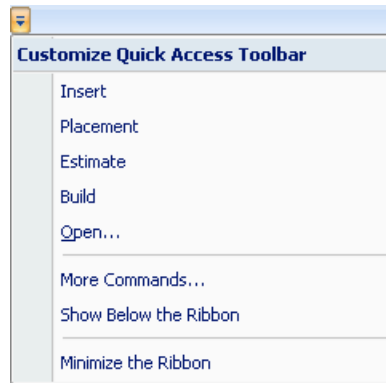 Customize Quick Access Toolbar
Insert
Placement
Estimate
Build
Open...
More Commands...
Show Below the Ribbon
Minimize the Ribbon